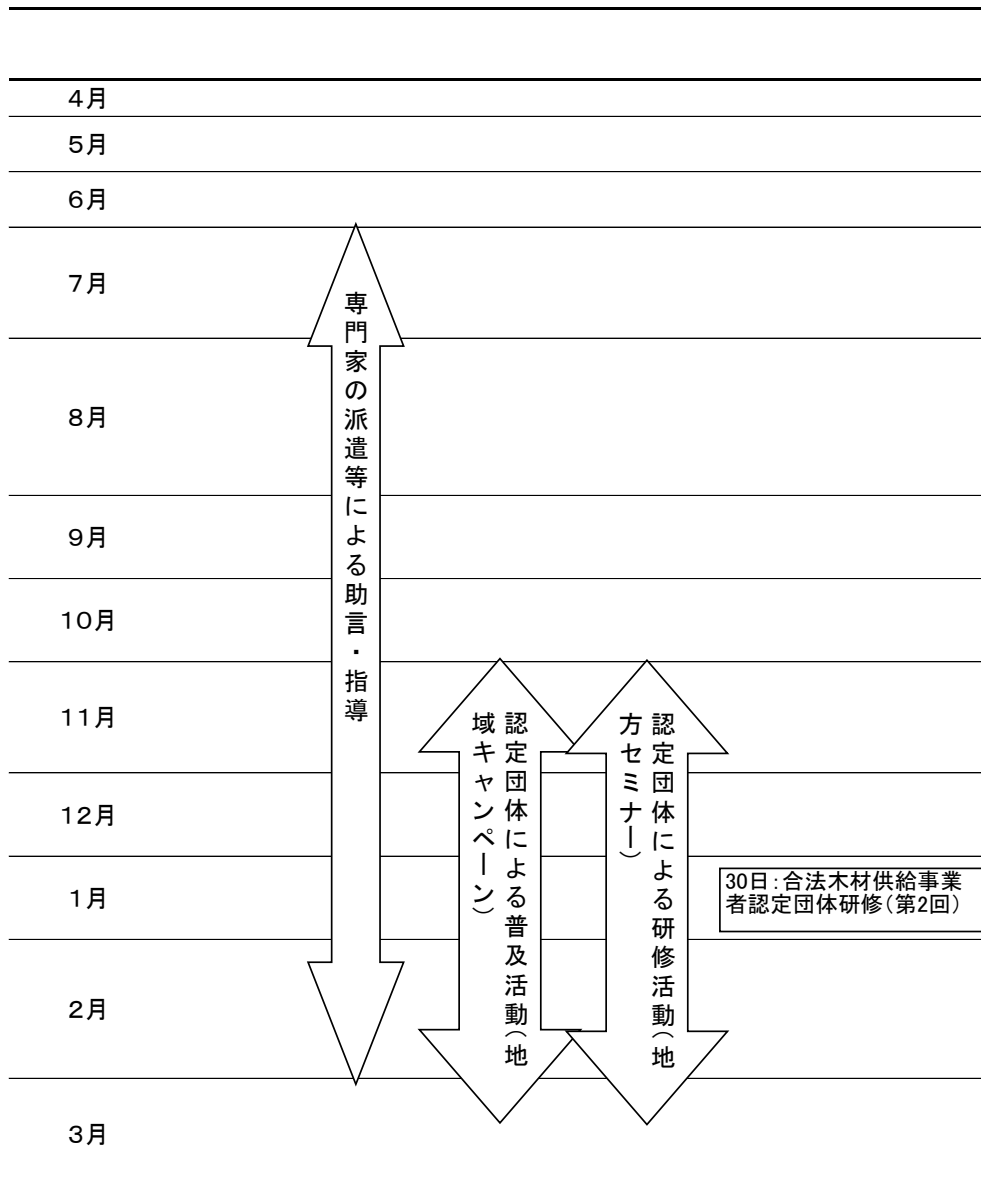 4月
5月
6月
7月
8月
9月
10月
11月
12月
1月
2月
3月
専門家の派遣等による助言・指導
認定団体による普及活動(地
域キャンペーン)
認定団体による研修活動(地
方セミナー)
30日:合法木材供給事業
者認定団体研修(第2回)